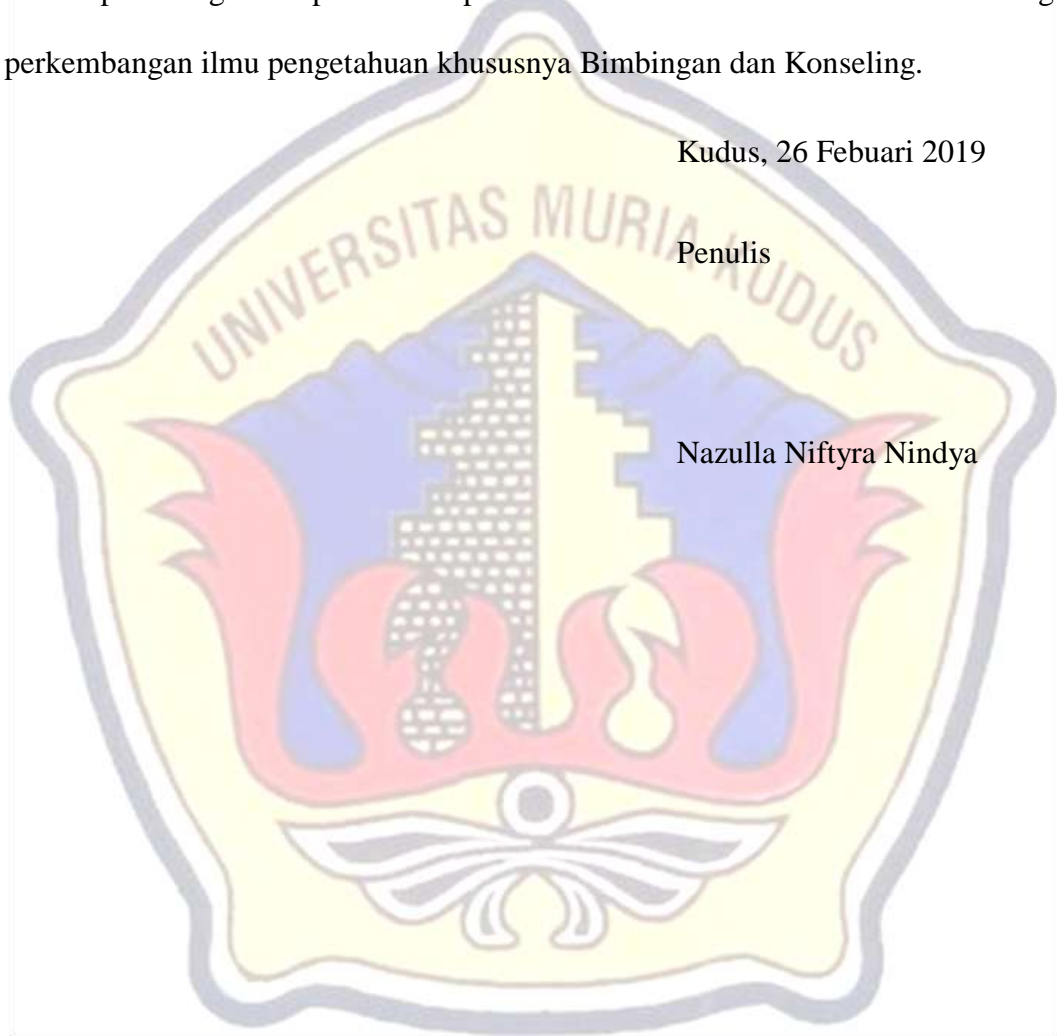 perkembangan ilmu pengetahuan khususnya Bimbingan dan Konseling.
Kudus, 26 Febuari 2019
Penulis
UNIVERSITAS MURIA KUDUS
Nazulla Niftyra Nindya